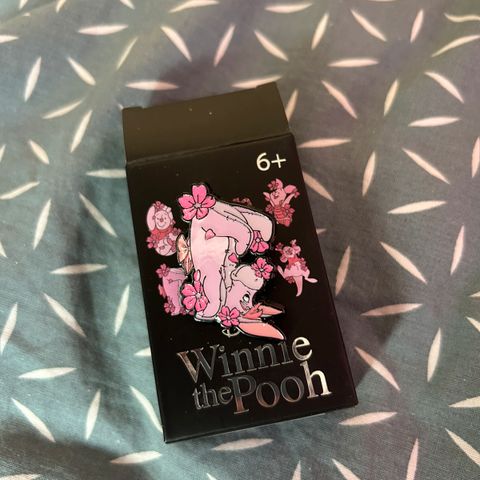 6+
Winnie
the Pooh